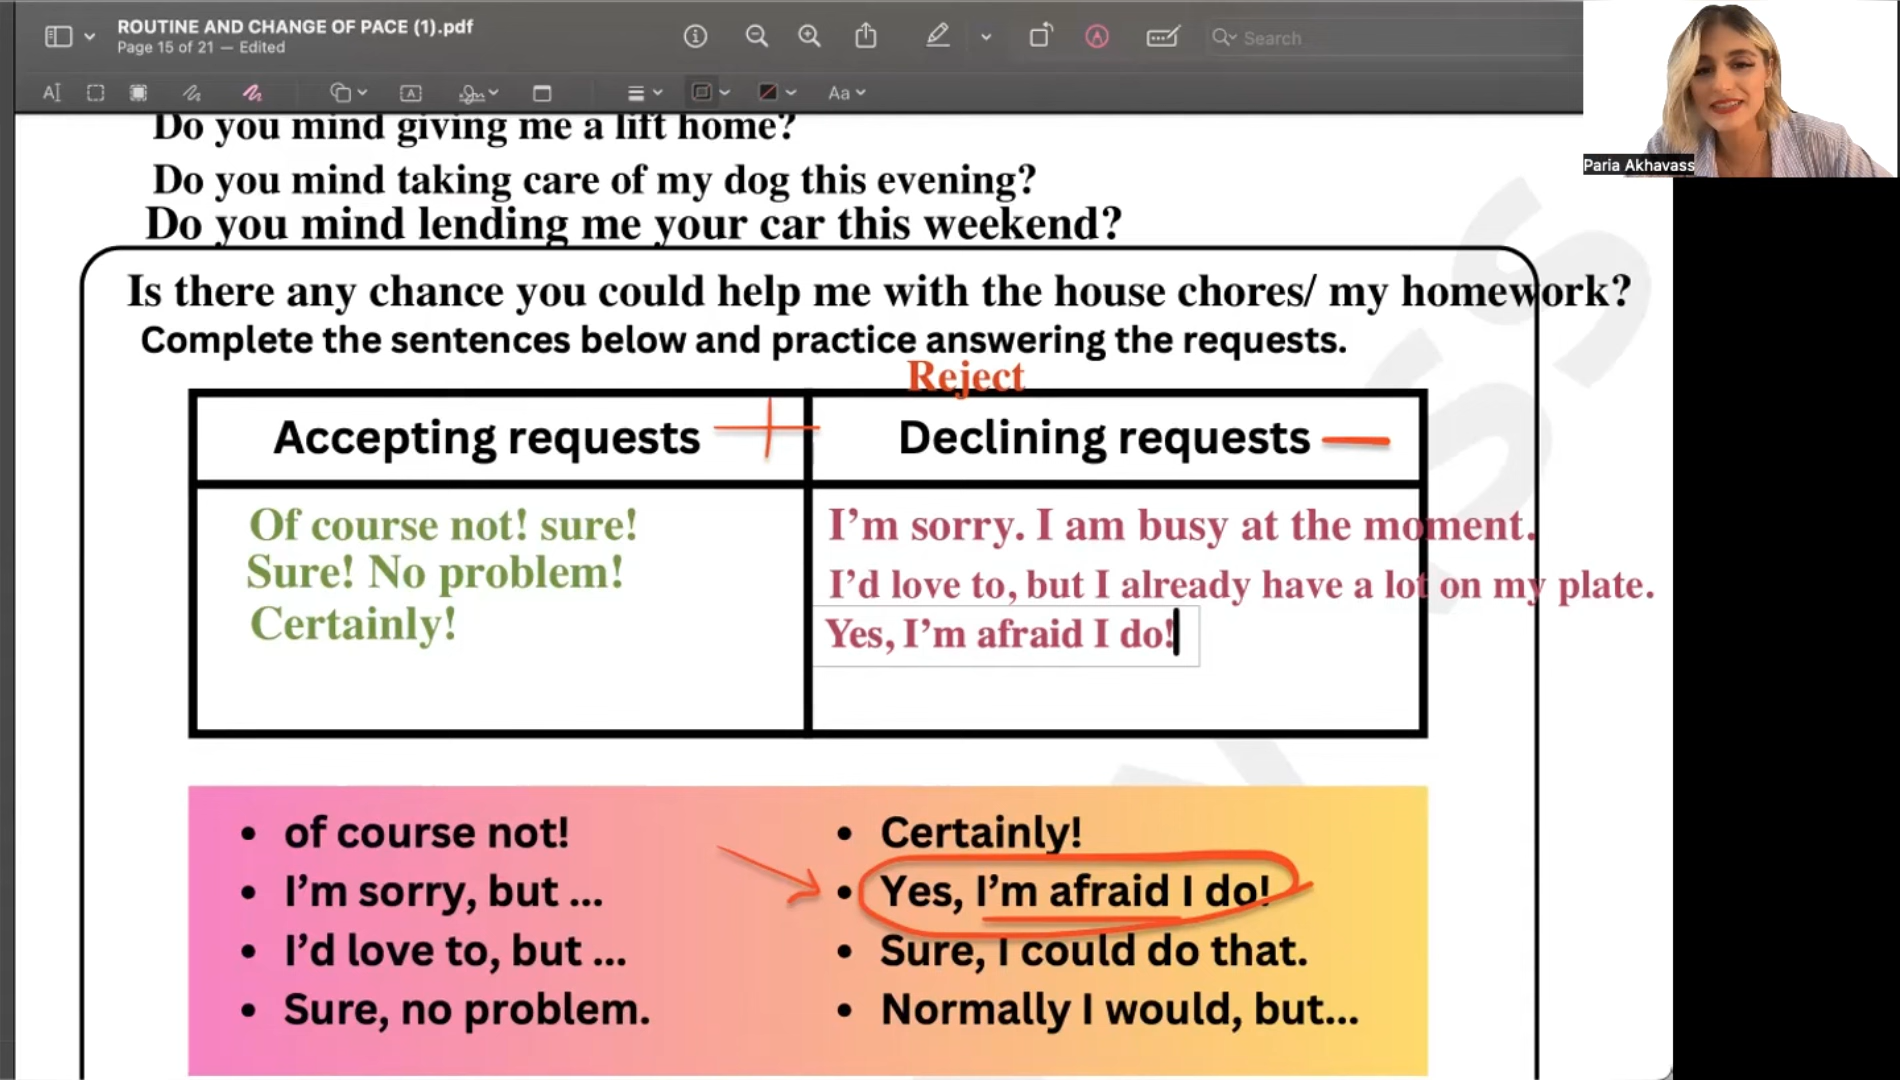 ROUTINE AND CHANGE OF PACE (1).pdf
Page 15 of 21 — Edited
Search
Aa
Paria Akhavass
Do you mind giving me a lift home?
Do you mind taking care of my dog this evening?
Do you mind lending me your car this weekend?
Is there any chance you could help me with the house chores/ my homework?
Complete the sentences below and practice answering the requests.
Reject
Accepting requests
Declining requests
Of course not! sure!
Sure! No problem!
Certainly!
I'm sorry. I am busy at the moment.
I'd love to, but I already have a lot on my plate.
Yes, I'm afraid I do!
• of course not!
• I'm sorry, but ...
• I'd love to, but ...
• Sure, no problem.
• Certainly!
• Yes, I'm afraid I do!
• Sure, I could do that.
• Normally I would, but...